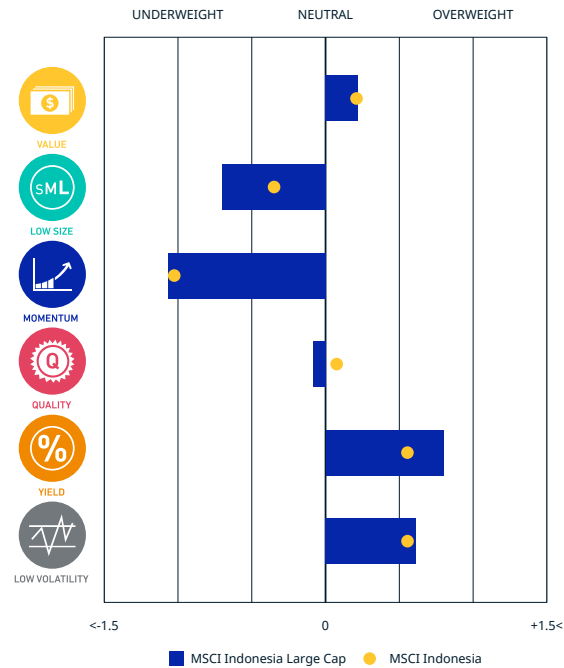 UNDERWEIGHT NEUTRAL OVERWEIGHT
$
VALUE
SML
LOW SIZE
MOMENTUM
Q
QUALITY
%
YIELD
LOW VOLATILITY
<-1.5 0 +1.5<
MSCI Indonesia Large Cap MSCI Indonesia